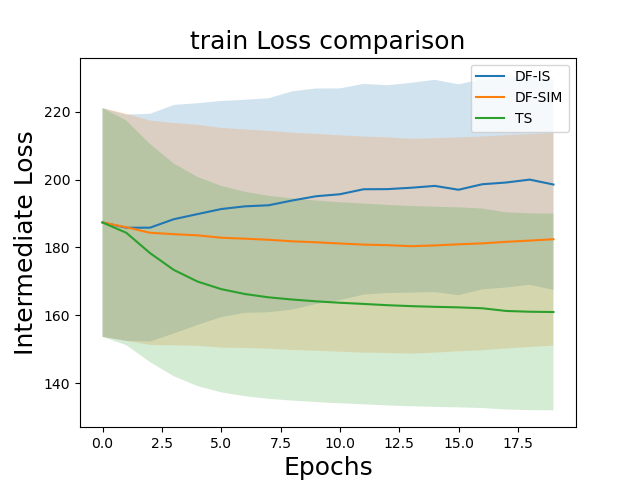 train Loss comparison
DF-IS
DF-SIM
TS
Intermediate Loss
220
200
180
160
140
0.0 2.5 5.0 7.5 10.0 12.5 15.0 17.5
Epochs